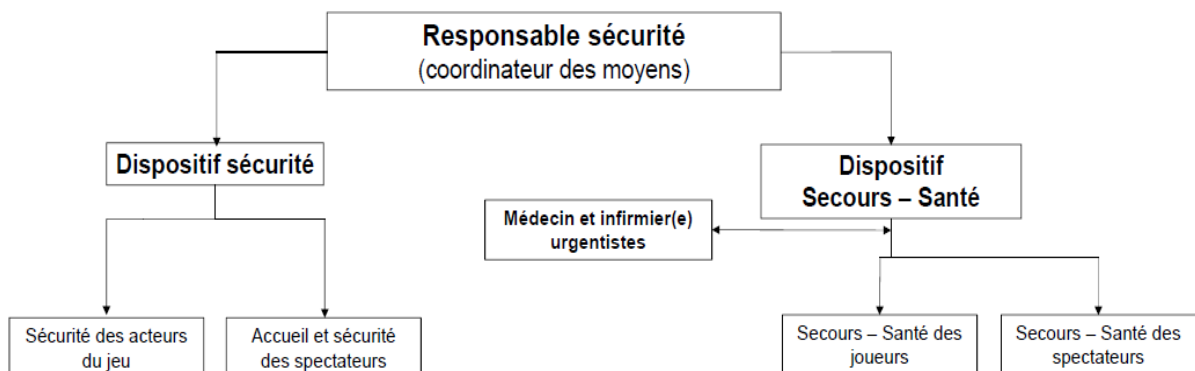 Responsable sécurité
(coordinateur des moyens)
Dispositif sécurité
Dispositif
Secours – Santé
Médecin et infirmier(e)
urgentistes
Sécurité des acteurs
du jeu
Accueil et sécurité
des spectateurs
Secours – Santé des
joueurs
Secours – Santé des
spectateurs